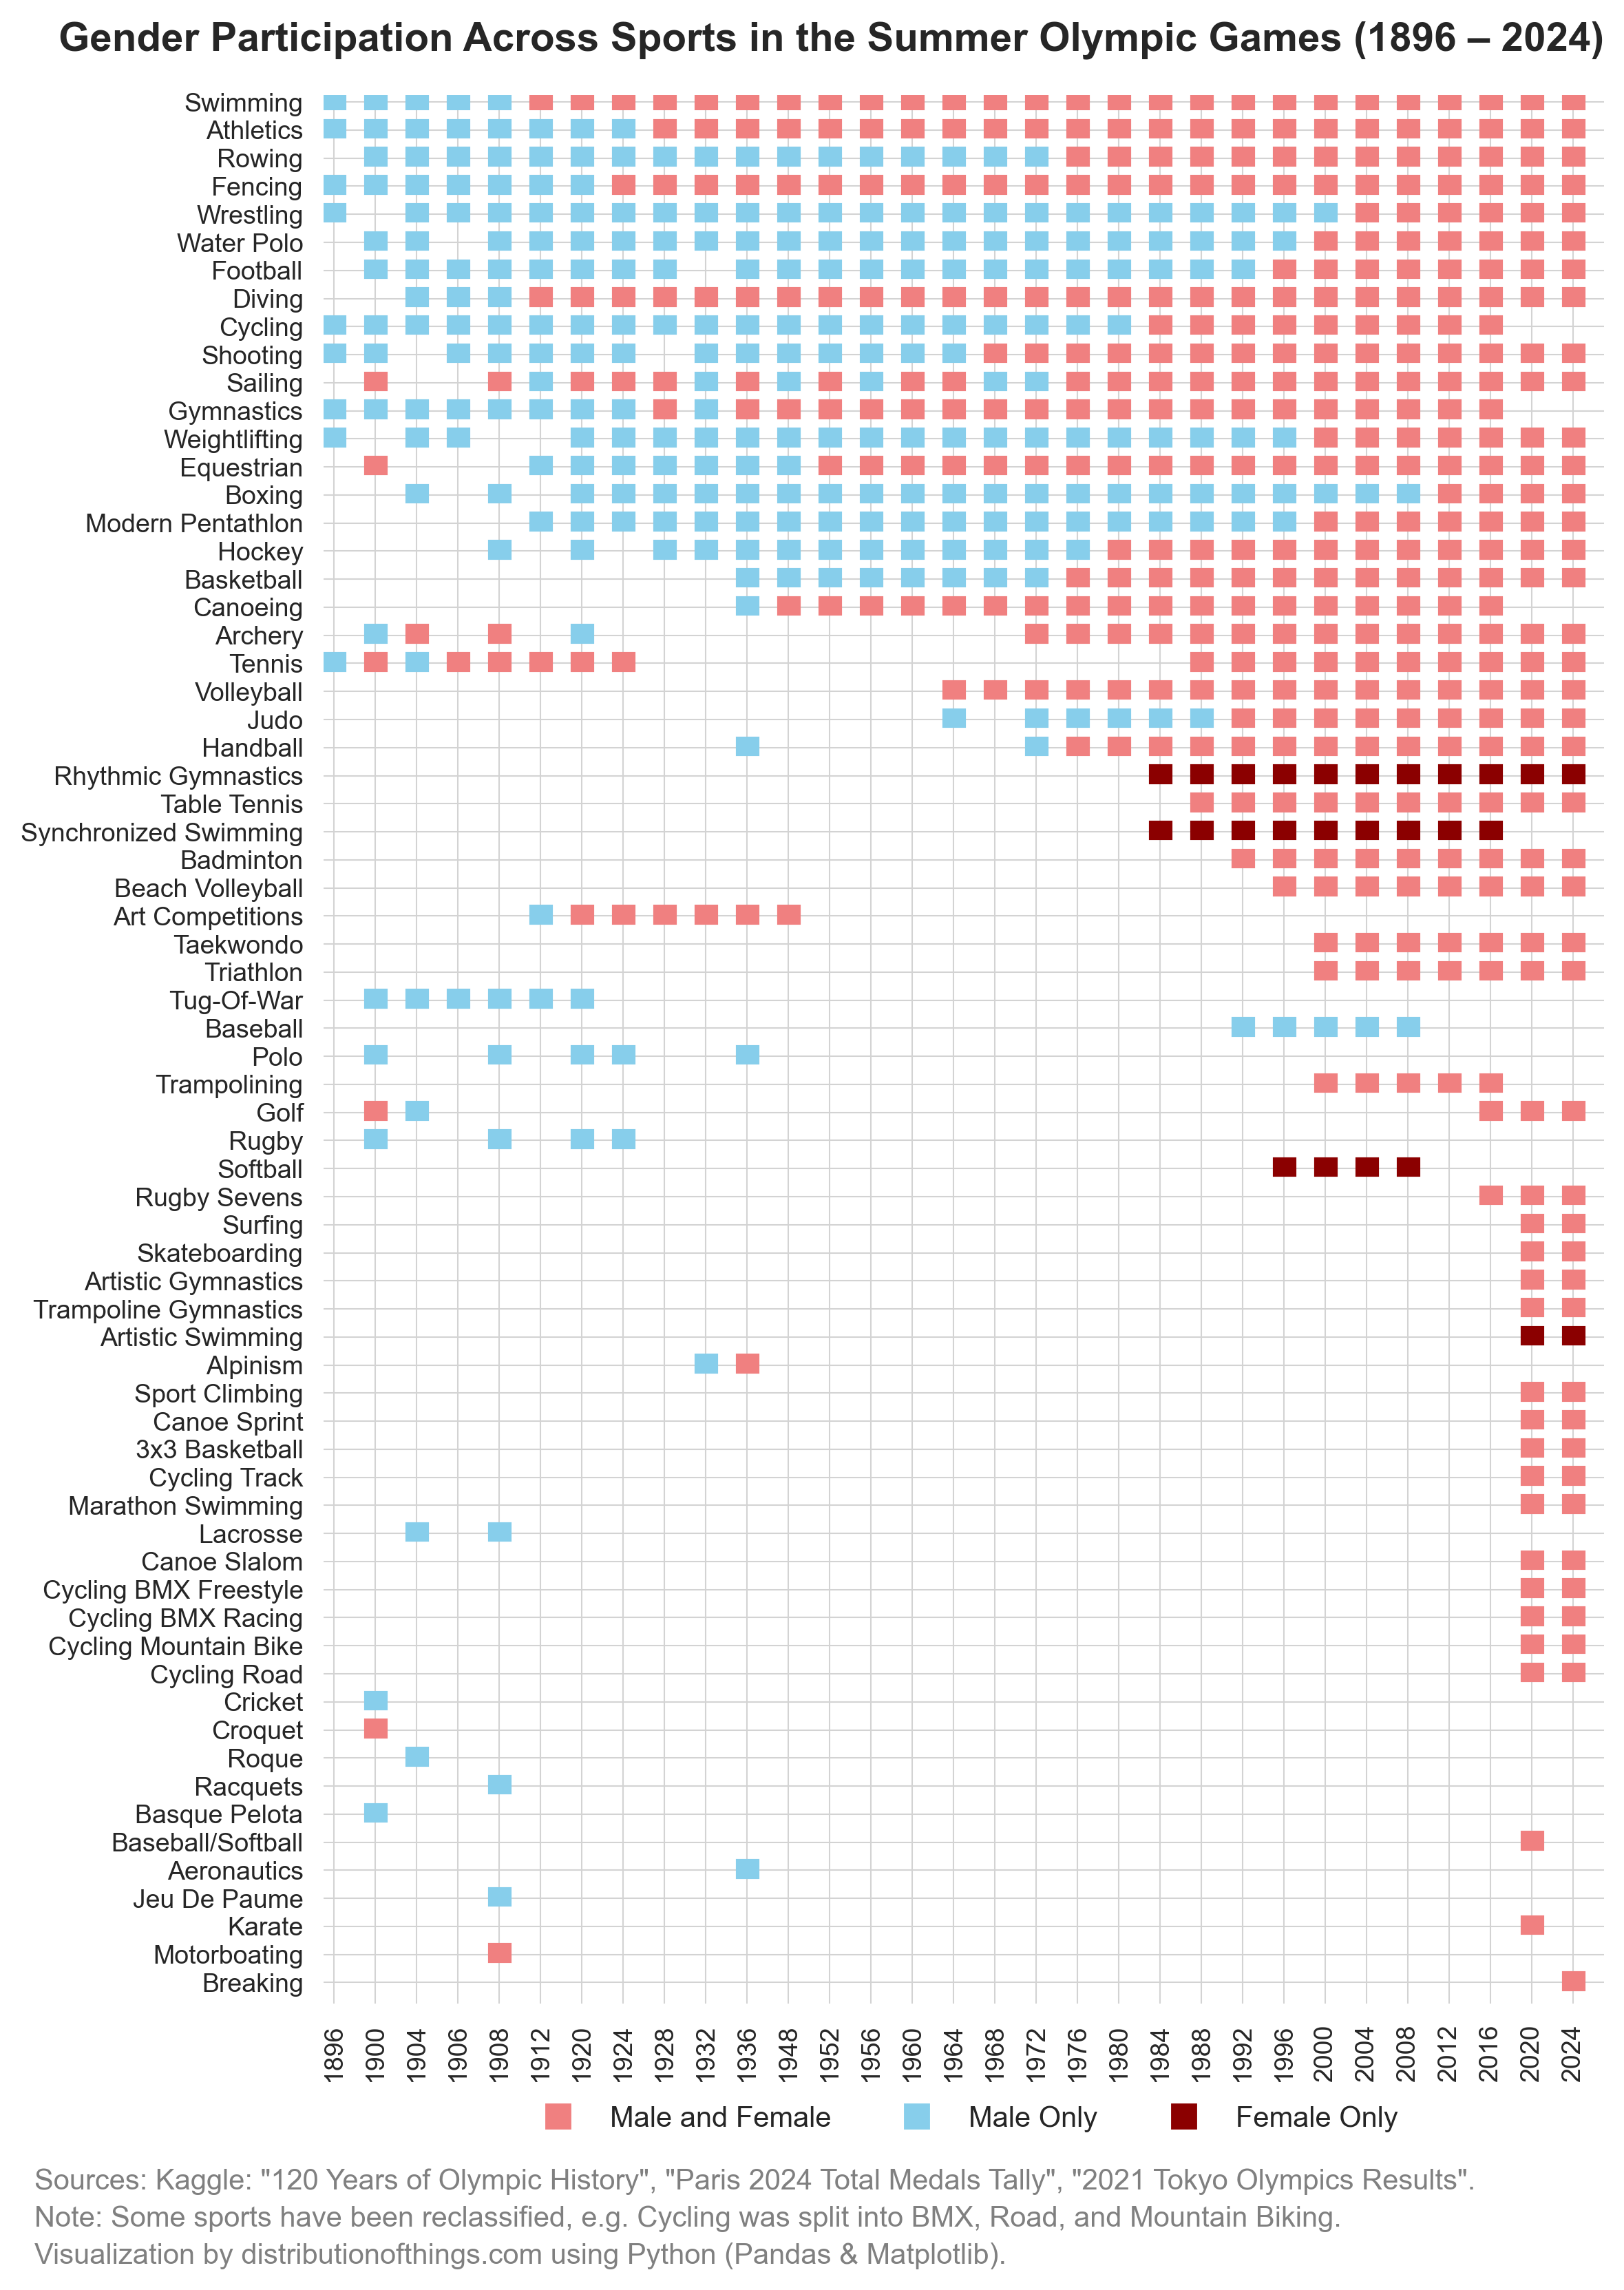 Gender Participation Across Sports in the Summer Olympic Games (1896 – 2024)
Swimming
Athletics
Rowing
Fencing
Wrestling
Water Polo
Football
Diving
Cycling
Shooting
Sailing
Gymnastics
Weightlifting
Equestrian
Boxing
Modern Pentathlon
Hockey
Basketball
Canoeing
Archery
Tennis
Volleyball
Judo
Handball
Rhythmic Gymnastics
Table Tennis
Synchronized Swimming
Badminton
Beach Volleyball
Art Competitions
Taekwondo
Triathlon
Tug-Of-War
Baseball
Polo
Trampolining
Golf
Rugby
Softball
Rugby Sevens
Surfing
Skateboarding
Artistic Gymnastics
Trampoline Gymnastics
Artistic Swimming
Alpinism
Sport Climbing
Canoe Sprint
3x3 Basketball
Cycling Track
Marathon Swimming
Lacrosse
Canoe Slalom
Cycling BMX Freestyle
Cycling BMX Racing
Cycling Mountain Bike
Cycling Road
Cricket
Croquet
Roque
Racquets
Basque Pelota
Baseball/Softball
Aeronautics
Jeu De Paume
Karate
Motorboating
Breaking
1896 1900 1904 1906 1908 1912 1920 1924 1928 1932 1936 1948 1952 1956 1960 1964 1968 1972 1976 1980 1984 1988 1992 1996 2000 2004 2008 2012 2016 2020 2024
Male and Female Male Only Female Only
Sources: Kaggle: "120 Years of Olympic History", "Paris 2024 Total Medals Tally", "2021 Tokyo Olympics Results".
Note: Some sports have been reclassified, e.g. Cycling was split into BMX, Road, and Mountain Biking.
Visualization by distributionofthings.com using Python (Pandas & Matplotlib).